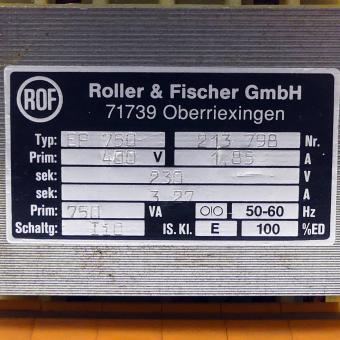 ROF
Roller & Fischer GmbH
71739 Oberriexingen
Typ: EP 750- 213 798 Nr.
Prim: 400 V 1,85 A
sek: 230 V
sek: 3,27 A
Prim: 750 VA 50-60 Hz
Schaltg: Ii0 IS. Kl. E 100 %ED